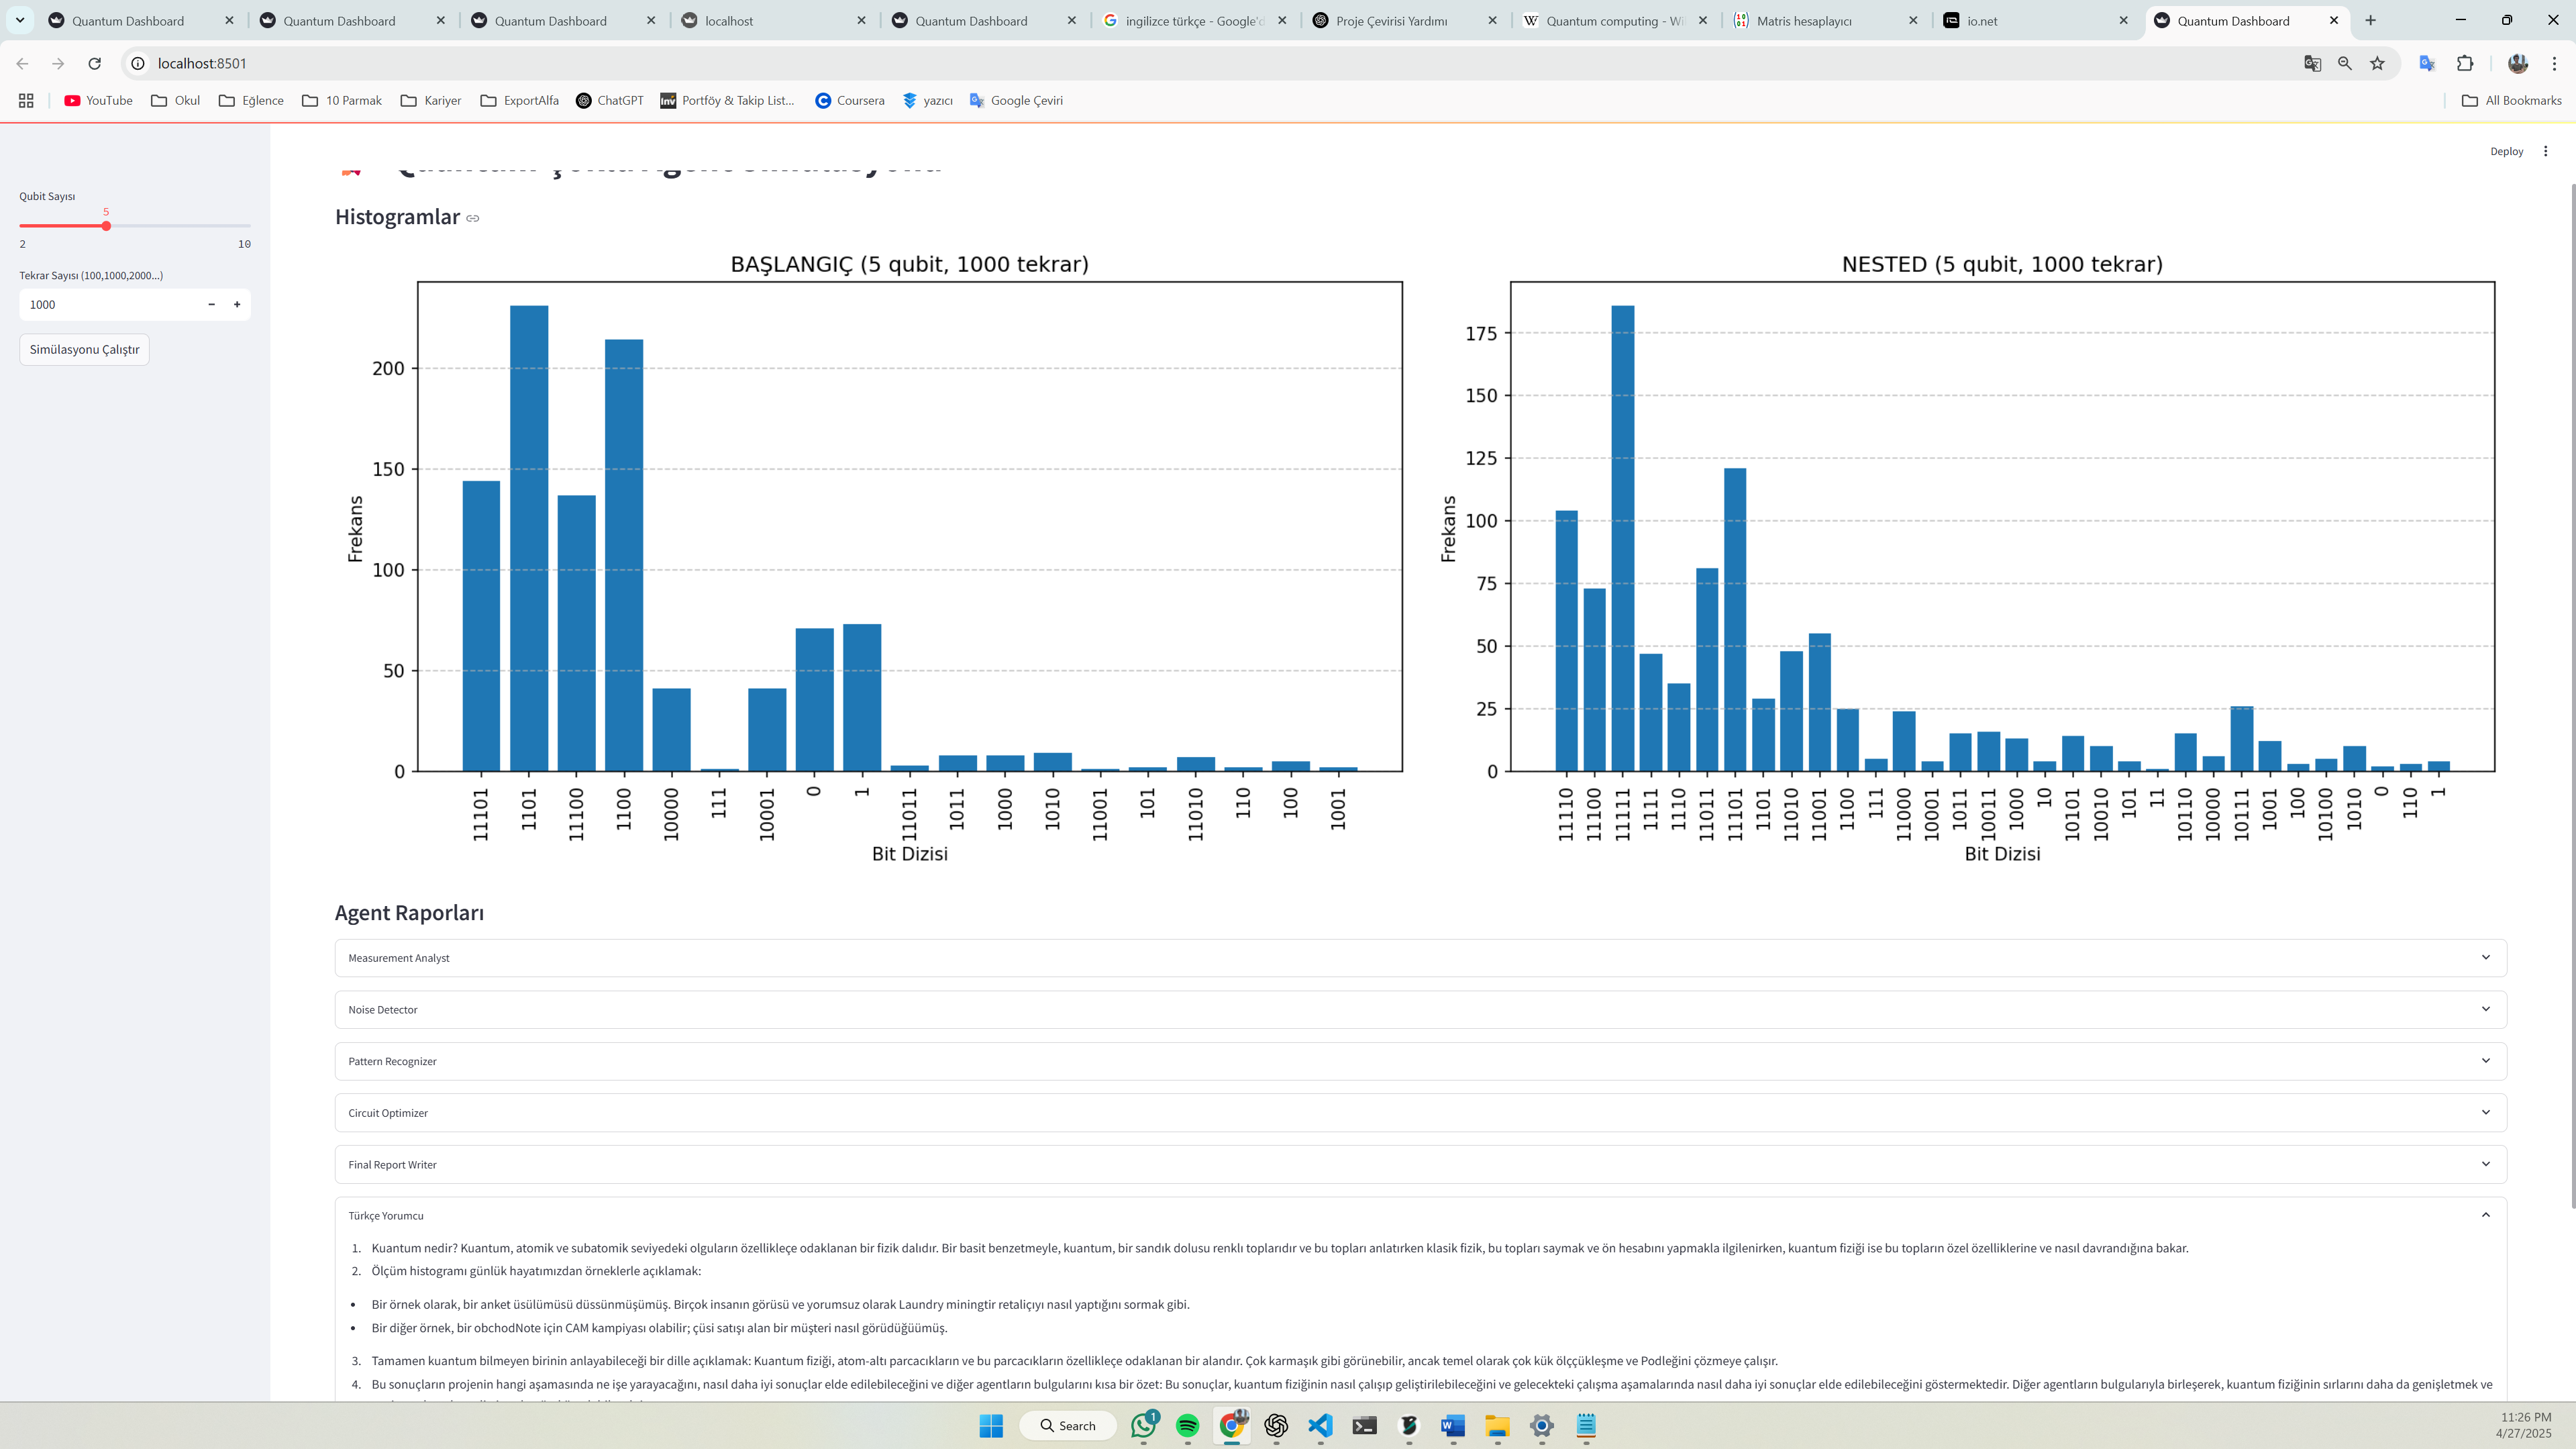 Quantum Dashboard
Quantum Dashboard
Quantum Dashboard
localhost
Quantum Dashboard
ingilizce türkçe - Google'd
Proje Çevirisi Yardımı
Quantum computing - Wi
Matris hesaplayıcı
io.net
Quantum Dashboard
localhost:8501
YouTube
Okul
Eğlence
10 Parmak
Kariyer
ExportAlfa
ChatGPT
Portföy & Takip List...
Coursera
yazıcı
Google Çeviri
All Bookmarks
Deploy
Qubit Sayısı
5
2 10
Tekrar Sayısı (100,1000,2000...)
1000
Simülasyonu Çalıştır
Histogramlar
BAŞLANGIÇ (5 qubit, 1000 tekrar)
200
150
100
50
0
Frekans
11101 1101 11100 1100 10000 111 10001 0 1 11011 1011 1000 1010 11001 101 11010 110 100 1001
Bit Dizisi
NESTED (5 qubit, 1000 tekrar)
175
150
125
100
75
50
25
0
Frekans
11110 11100 11111 1111 1110 11011 11101 1101 11010 11001 1100 111 11000 10001 1011 10011 1000 10 10101 10010 101 11 10110 10000 10111 1001 100 10100 1010 0 110 1
Bit Dizisi
Agent Raporları
Measurement Analyst
Noise Detector
Pattern Recognizer
Circuit Optimizer
Final Report Writer
Türkçe Yorumcu
1. Kuantum nedir? Kuantum, atomik ve subatomik seviyedeki olguların özellikleçe odaklanan bir fizik dalıdır. Bir basit benzetmeyle, kuantum, bir sandık dolusu renklı toplarıdır ve bu topları anlatırken klasik fizik, bu topları saymak ve ön hesabını yapmakla ilgilenirken, kuantum fiziği ise bu topların özel özelliklerine ve nasıl davrandığına bakar.
2. Ölçüm histogramı günlük hayatımızdan örneklerle açıklamak:
• Bir örnek olarak, bir anket üsülümüsü düssünmüşümüş. Birçok insanın görüsü ve yorumsuz olarak Laundry miningtir retaliçıyı nasıl yaptığını sormak gibi.
• Bir diğer örnek, bir obchodNote için CAM kampiyası olabilir; çüsi satışı alan bir müşteri nasıl görüdüğüümüş.
3. Tamamen kuantum bilmeyen birinin anlayabileceği bir dille açıklamak: Kuantum fiziği, atom-altı parcacıkların ve bu parcacıkların özellikleçe odaklanan bir alandır. Çok karmaşık gibi görünebilir, ancak temel olarak çok kük ölççükleşme ve Podleğini çözmeye çalışır.
4. Bu sonuçların projenin hangi aşamasında ne işe yarayacağını, nasıl daha iyi sonuçlar elde edilebileceğini ve diğer agentların bulgularını kısa bir özet: Bu sonuçlar, kuantum fiziğinin nasıl çalışıp geliştirilebileceğini ve gelecekteki çalışma aşamalarında nasıl daha iyi sonuçlar elde edilebileceğini göstermektedir. Diğer agentların bulgularıyla birleşerek, kuantum fiziğinin sırlarını daha da genişletmek ve
Search
1
11:26 PM
4/27/2025